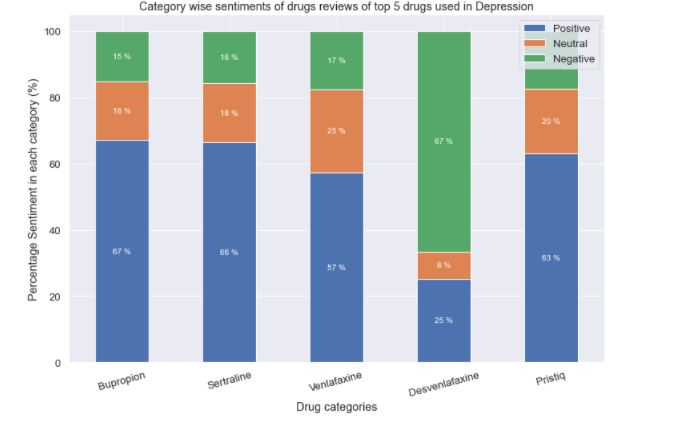 Category wise sentiments of drugs reviews of top 5 drugs used in Depression
Positive
Neutral
Negative
Percentage Sentiment in each category (%)
100
80
60
40
20
0
15 %
18 %
67 %
16 %
18 %
66 %
17 %
25 %
57 %
67 %
8 %
25 %
20 %
63 %
Bupropion
Sertraline
Venlafaxine
Desvenlafaxine
Pristiq
Drug categories